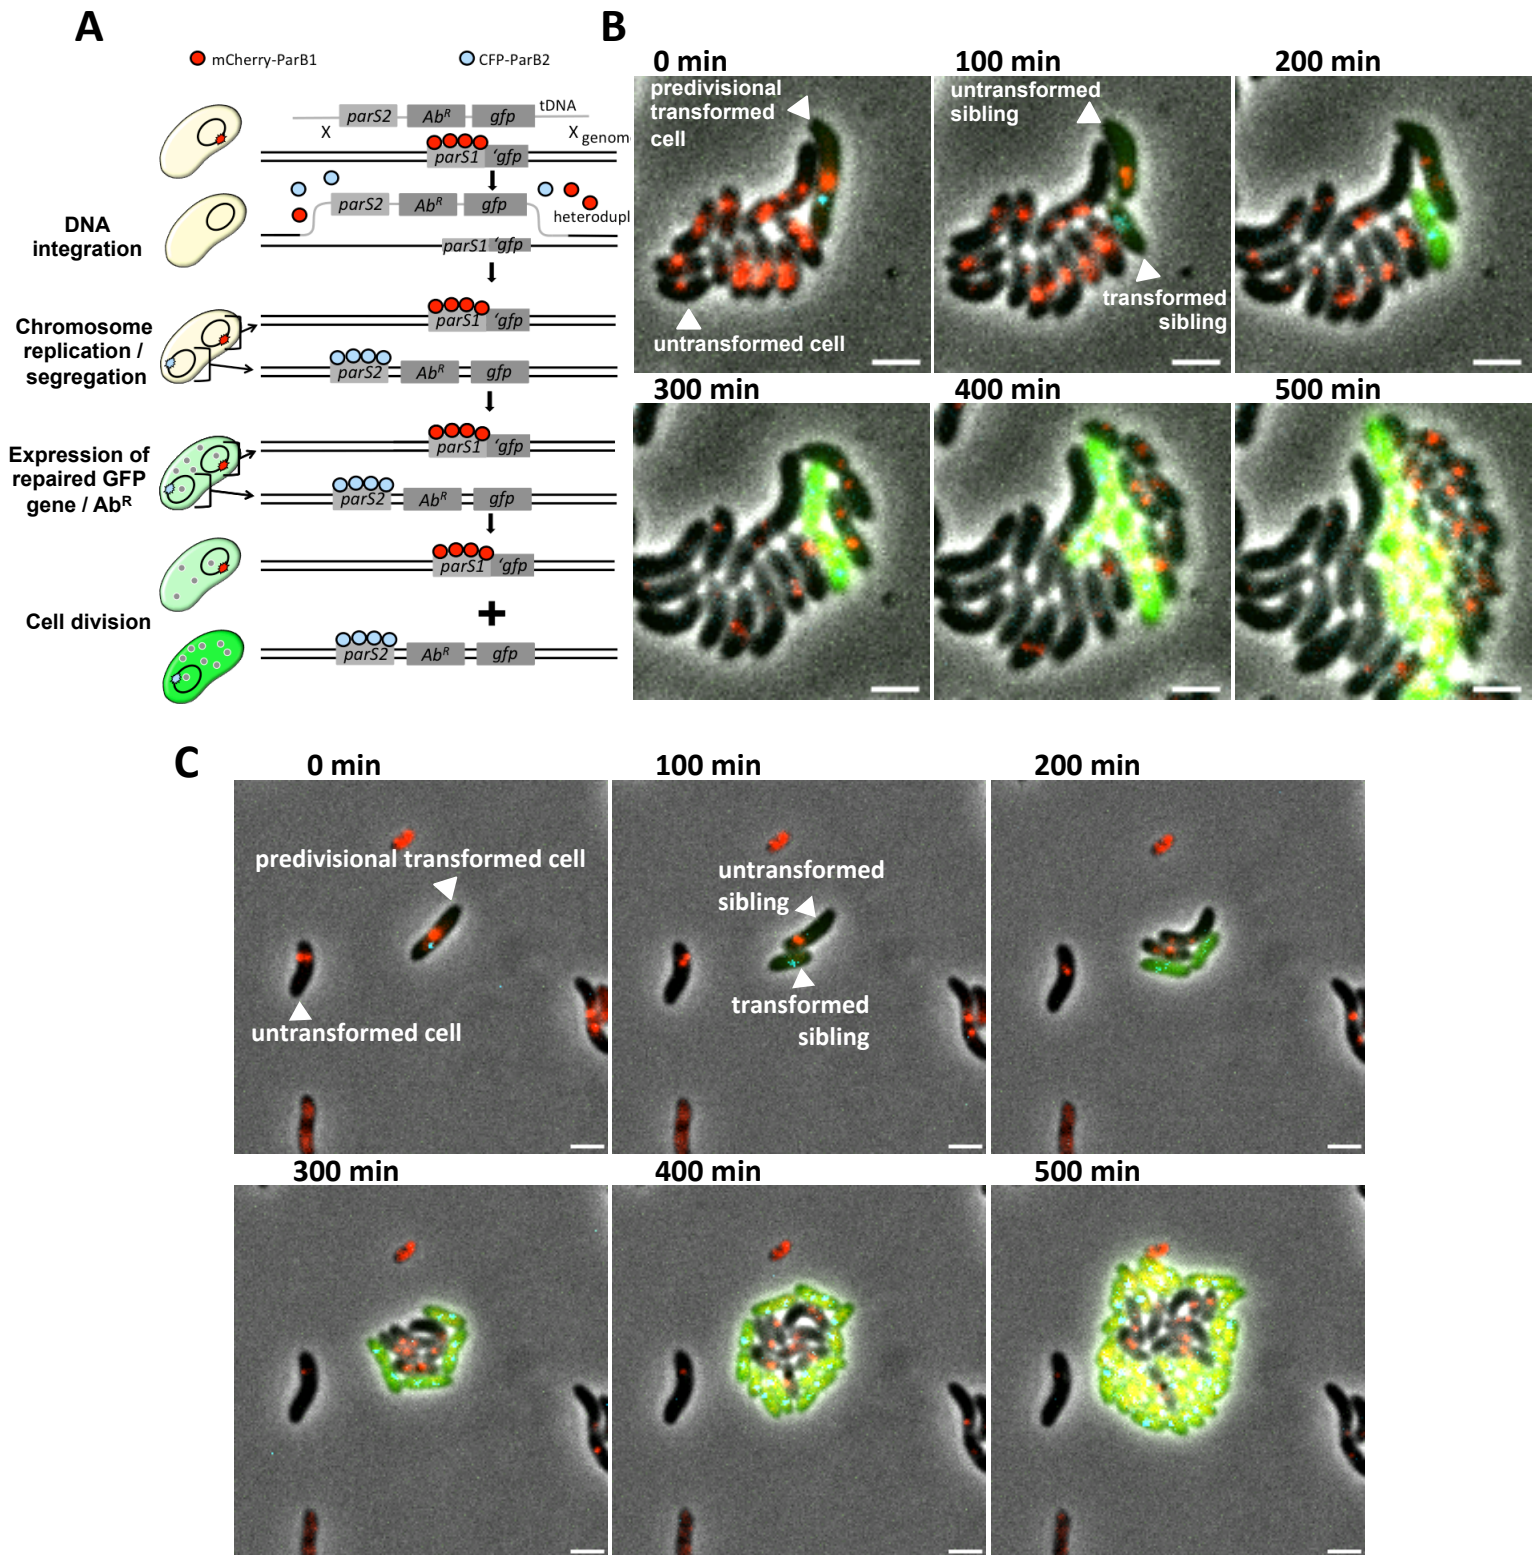 A
mCherry-ParB1
CFP-ParB2
tDNA
parS2
AbR
gfp
X
X
genom
parS1
'gfp
DNA
integration
parS2
AbR
gfp
heterodupl
parS1
'gfp
Chromosome
replication /
segregation
parS1
'gfp
parS2
AbR
gfp
Expression of
repaired GFP
gene / AbR
parS1
'gfp
parS2
AbR
gfp
Cell division
parS1
'gfp
+
parS2
AbR
gfp
B
0 min
100 min
200 min
predivisional
transformed
cell
untransformed cell
untransformed
sibling
transformed
sibling
300 min
400 min
500 min
C
0 min
100 min
200 min
predivisional transformed cell
untransformed cell
untransformed
sibling
transformed
sibling
300 min
400 min
500 min